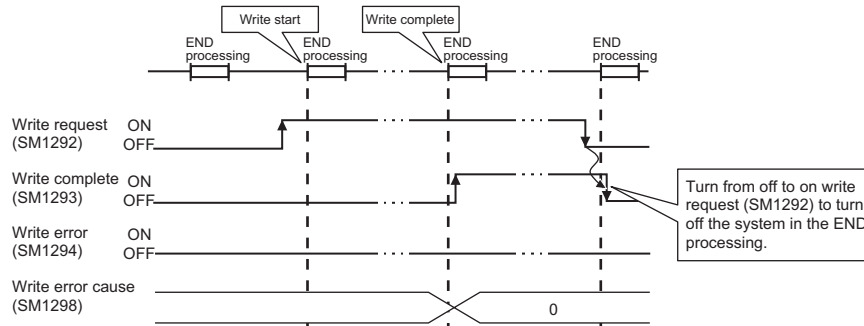 Write start
Write complete
END
processing
END
processing
END
processing
END
processing
Write request ON
(SM1292) OFF
Write complete ON
(SM1293) OFF
Write error ON
(SM1294) OFF
Write error cause
(SM1298)
0
Turn from off to on write
request (SM1292) to turn
off the system in the END
processing.